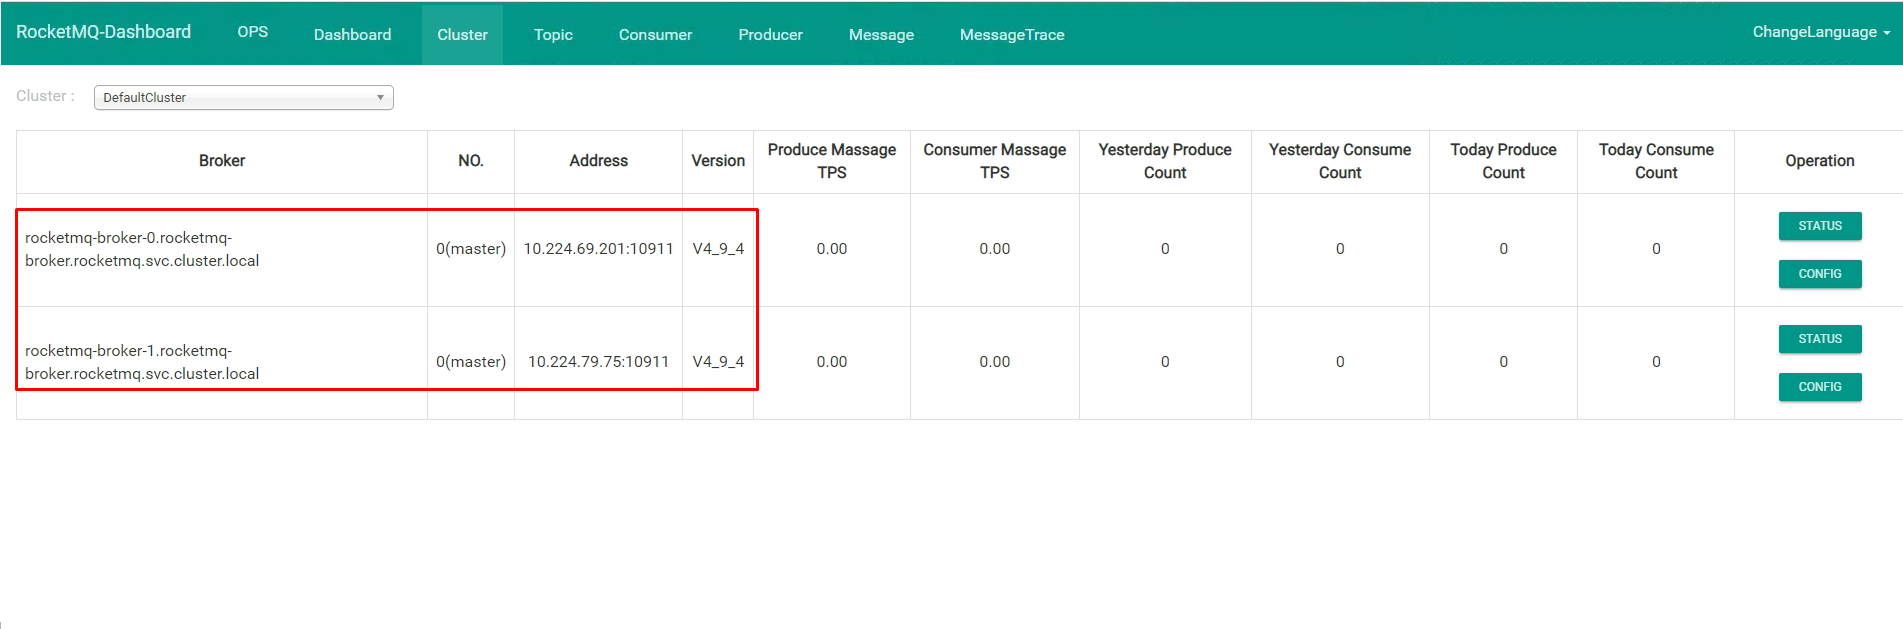 RocketMQ-Dashboard OPS Dashboard Cluster Topic Consumer Producer Message MessageTrace ChangeLanguage
Cluster : DefaultCluster
Broker NO. Address Version Produce Massage TPS Consumer Massage TPS Yesterday Produce Count Yesterday Consume Count Today Produce Count Today Consume Count Operation
rocketmq-broker-0.rocketmq-
broker.rocketmq.svc.cluster.local
0(master) 10.224.69.201:10911 V4_9_4 0.00 0.00 0 0 0 0
STATUS
CONFIG
rocketmq-broker-1.rocketmq-
broker.rocketmq.svc.cluster.local
0(master) 10.224.79.75:10911 V4_9_4 0.00 0.00 0 0 0 0
STATUS
CONFIG